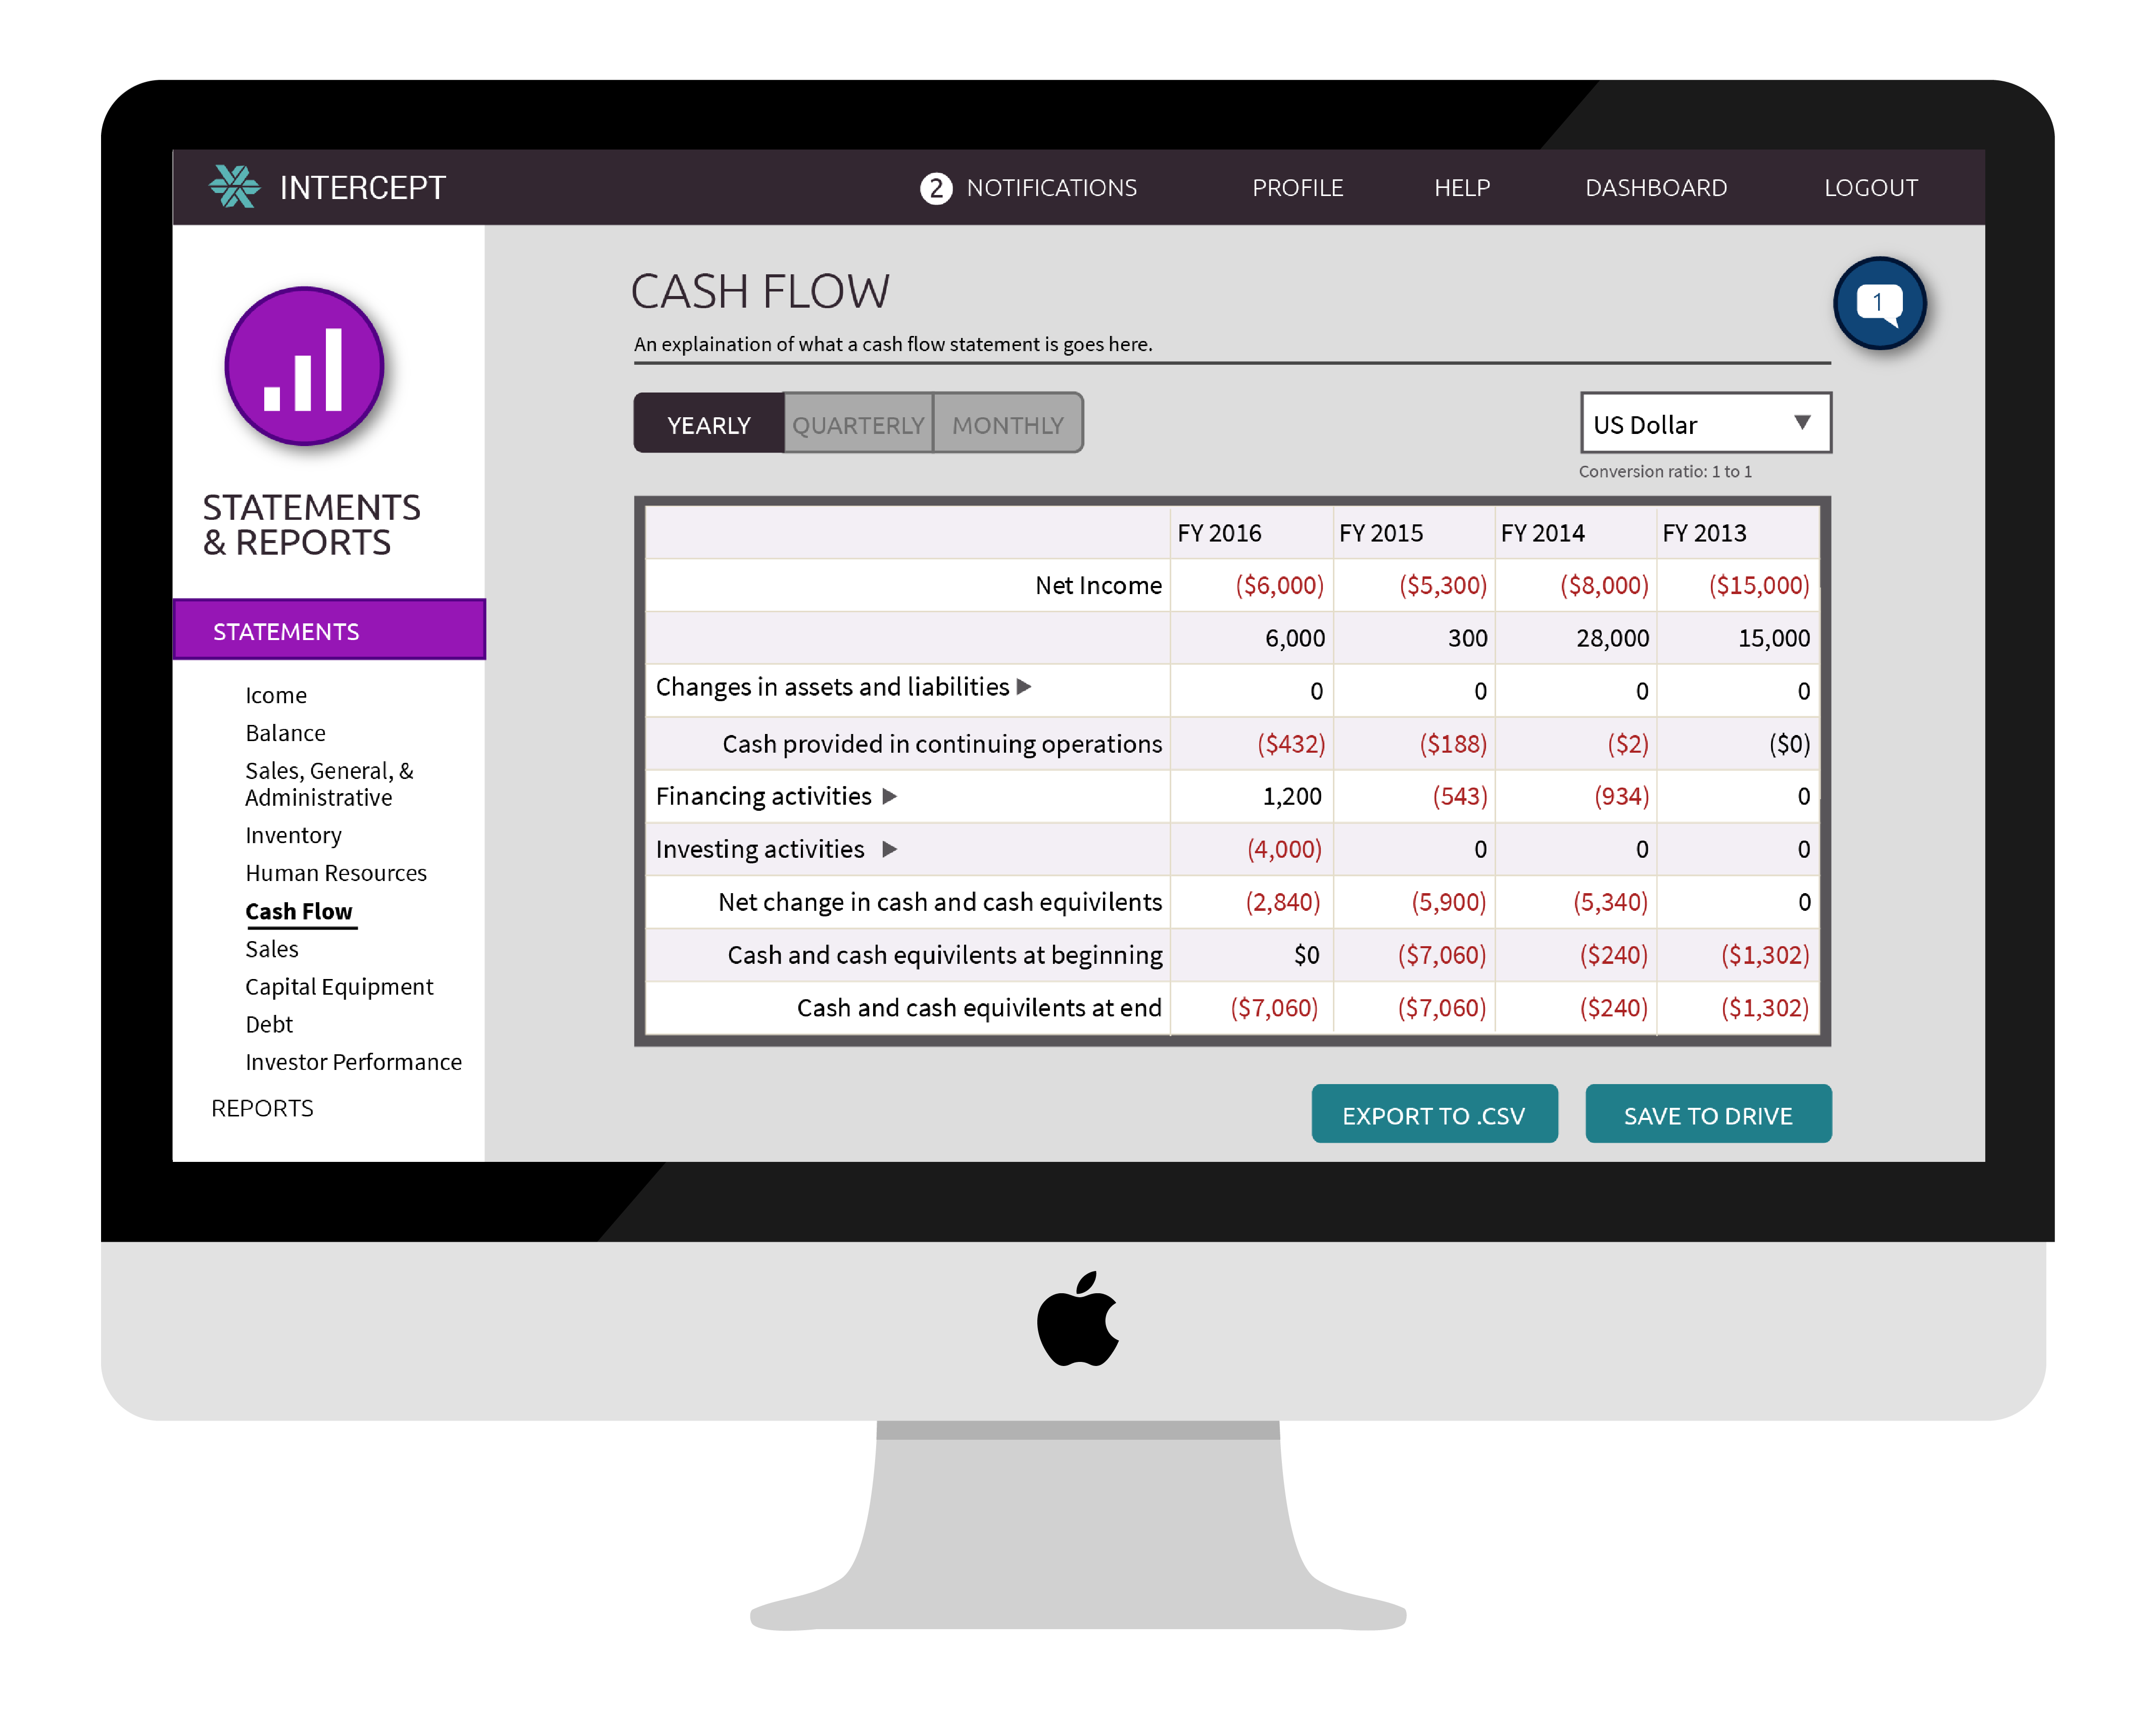 INTERCEPT
2 NOTIFICATIONS PROFILE HELP DASHBOARD LOGOUT
STATEMENTS
& REPORTS
STATEMENTS
Icome
Balance
Sales, General, &
Administrative
Inventory
Human Resources
Cash Flow
Sales
Capital Equipment
Debt
Investor Performance
REPORTS
CASH FLOW
1
An explaination of what a cash flow statement is goes here.
YEARLY QUARTERLY MONTHLY
US Dollar
Conversion ratio: 1 to 1
FY 2016 FY 2015 FY 2014 FY 2013
Net Income ($6,000) ($5,300) ($8,000) ($15,000)
6,000 300 28,000 15,000
Changes in assets and liabilities 0 0 0 0
Cash provided in continuing operations ($432) ($188) ($2) ($0)
Financing activities 1,200 (543) (934) 0
Investing activities (4,000) 0 0 0
Net change in cash and cash equivilents (2,840) (5,900) (5,340) 0
Cash and cash equivilents at beginning $0 ($7,060) ($240) ($1,302)
Cash and cash equivilents at end ($7,060) ($7,060) ($240) ($1,302)
EXPORT TO .CSV SAVE TO DRIVE